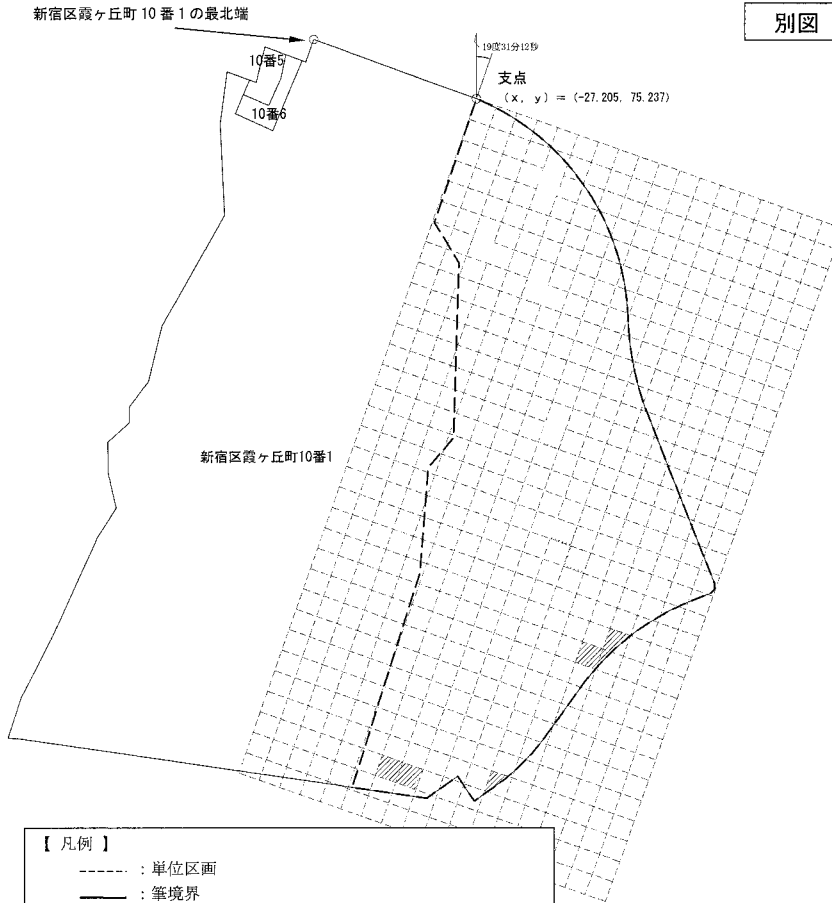 新宿区霞ヶ丘町10番1の最北端
別図
10番5
10番6
19度31分12秒
支点
(x, y) = (-27.205, 75.237)
新宿区霞ヶ丘町10番1
【 凡例 】
：単位区画
：筆境界